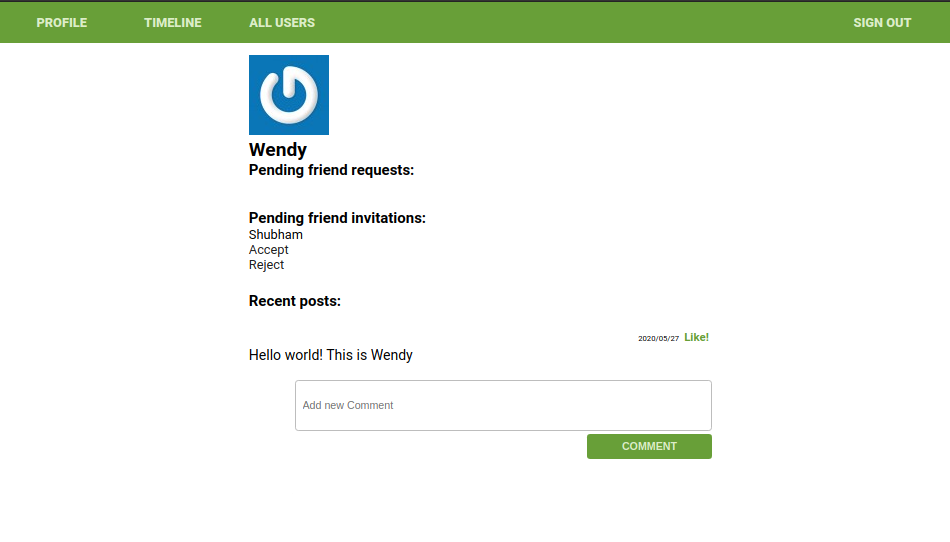 PROFILE TIMELINE ALL USERS SIGN OUT
Wendy
Pending friend requests:
Pending friend invitations:
Shubham
Accept
Reject
Recent posts:
2020/05/27 Like!
Hello world! This is Wendy
Add new Comment
COMMENT